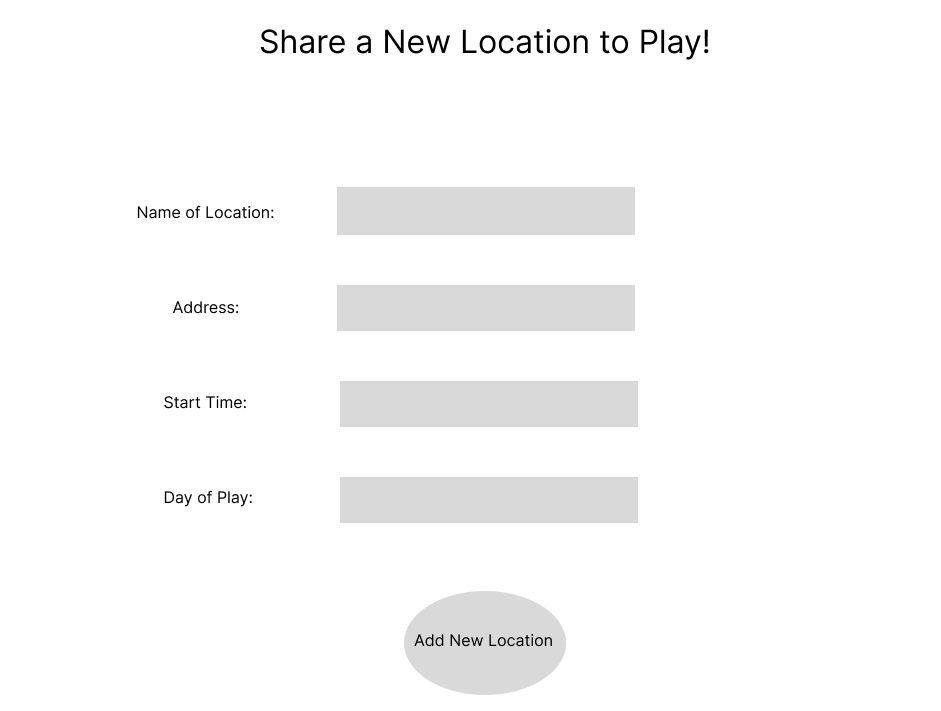 Share a New Location to Play!
Name of Location:
Address:
Start Time:
Day of Play:
Add New Location